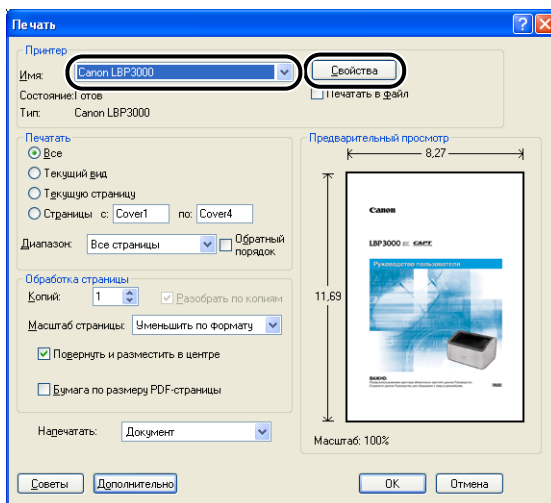 Печать
Принтер
Имя: Canon LBP3000 Свойства
Состояние: Готов Печатать в файл
Тип: Canon LBP3000
Печатать
Все
Текущий вид
Текущую страницу
Страницы с: Cover1 по: Cover4
Диапазон: Все страницы Обратный порядок
Обработка страницы
Копий: 1 Разобрать по копиям
Масштаб страницы: Уменьшить по формату
Повернуть и разместить в центре
Бумага по размеру PDF-страницы
Напечатать: Документ
Предварительный просмотр
8,27
11,69
Canon
LBP3000 CAPT
Руководство пользователя
ВАЖНО:
Масштаб: 100%
Советы Дополнительно OK Отмена